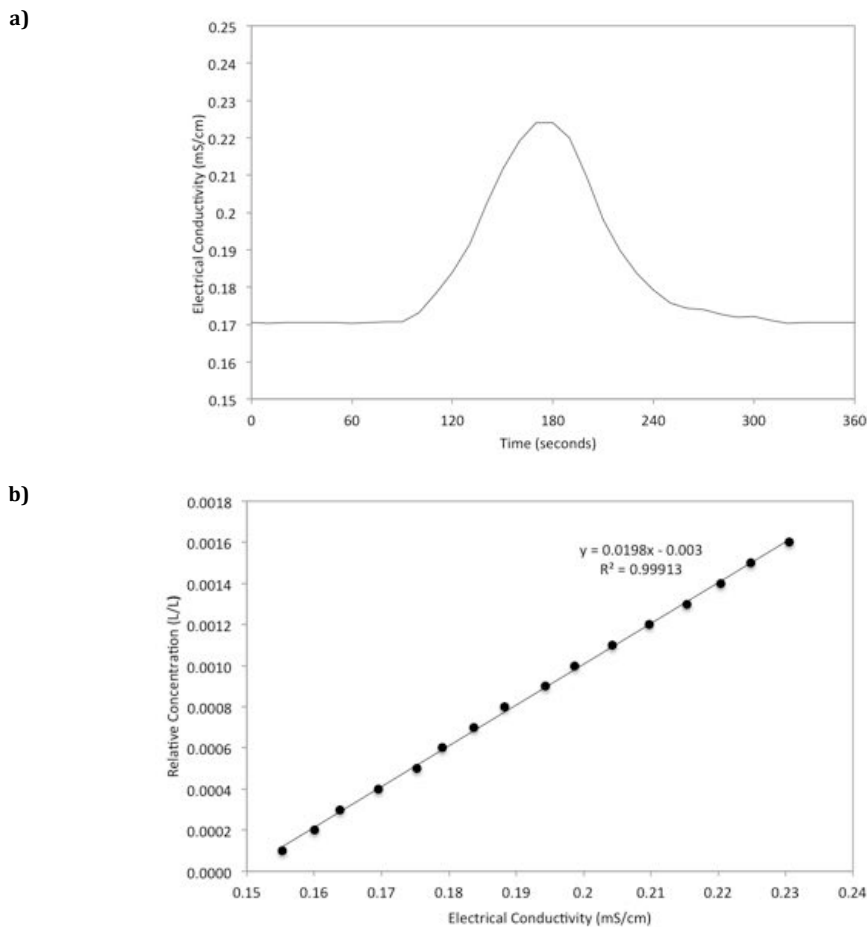 a)
0.25
0.24
0.23
0.22
0.21
0.2
0.19
0.18
0.17
0.16
0.15
Electrical Conductivity (mS/cm)
0 60 120 180 240 300 360
Time (seconds)
b)
0.0018
0.0016
0.0014
0.0012
0.0010
0.0008
0.0006
0.0004
0.0002
0.0000
Relative Concentration (L/L)
y = 0.0198x - 0.003
R² = 0.99913
0.15 0.16 0.17 0.18 0.19 0.2 0.21 0.22 0.23 0.24
Electrical Conductivity (mS/cm)